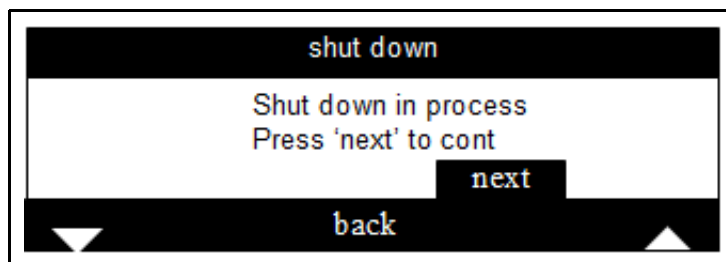 shut down
Shut down in process
Press ‘next’ to cont
next
back